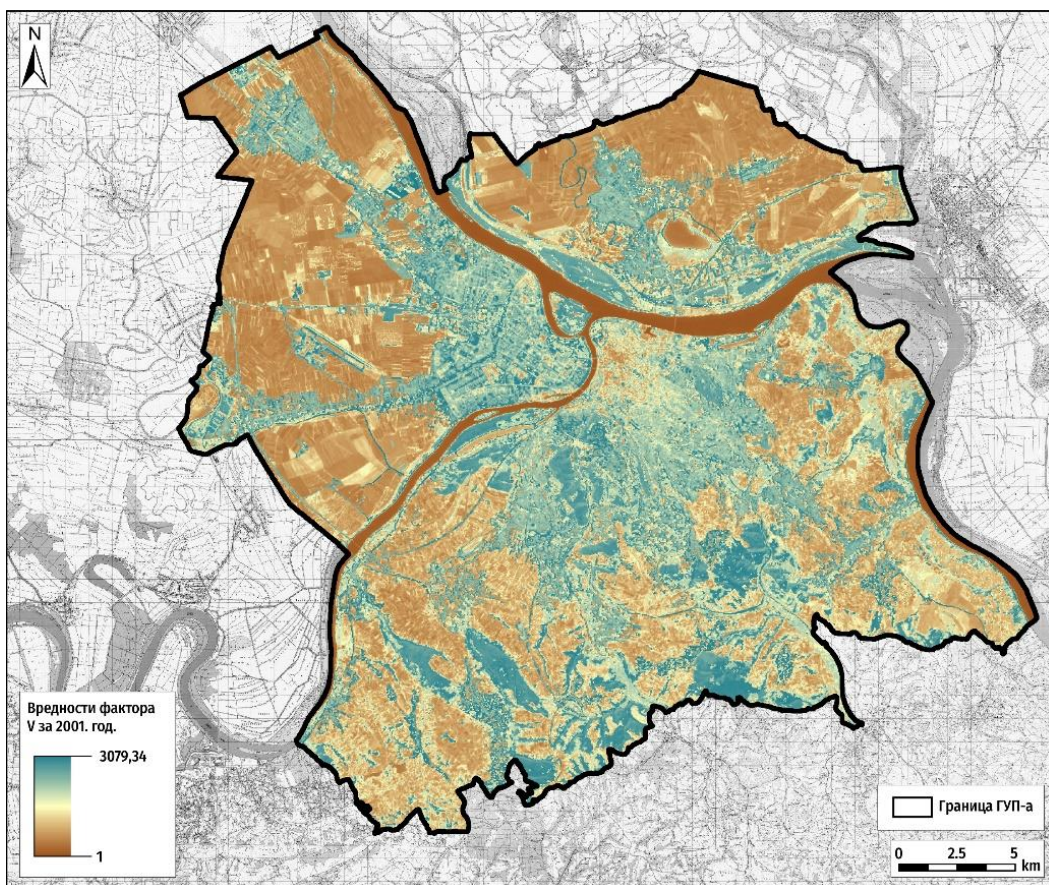 N
Вредности фактора
V за 2001. год.
3079,34
1
Граница ГУП-а
0 2.5 5
km